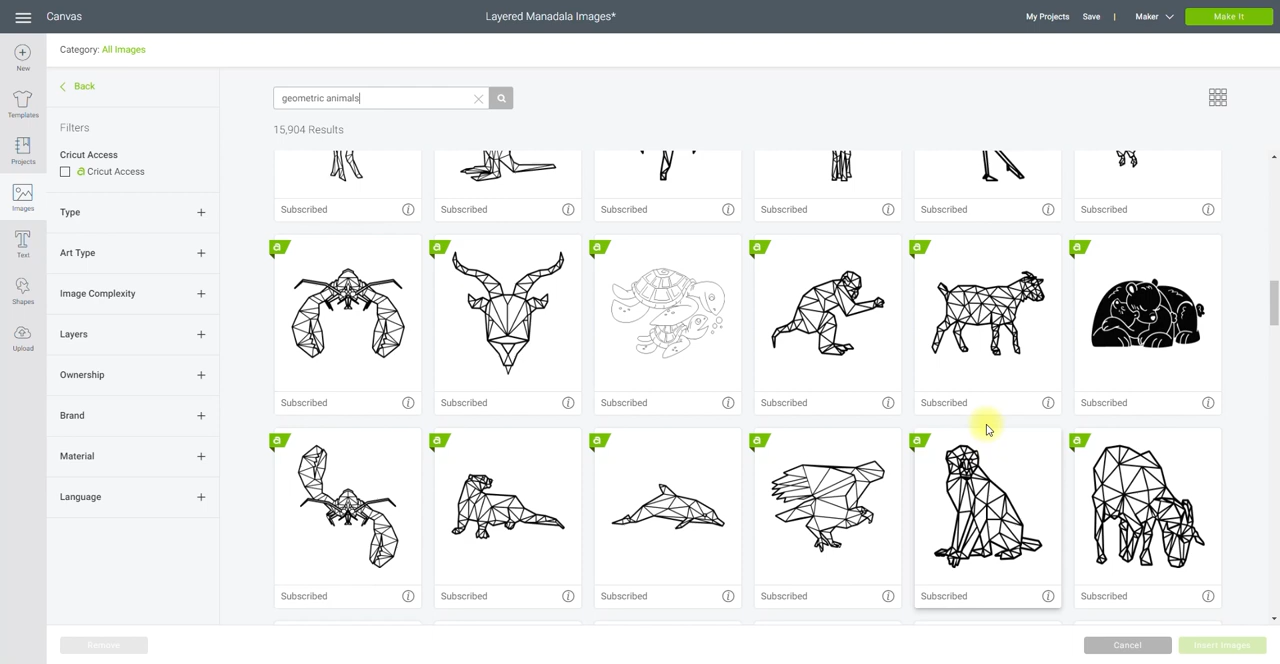 Canvas
Layered Manadala Images*
My Projects Save | Maker Make It
New
Templates
Projects
Images
Text
Shapes
Upload
Category: All Images
Back
Filters
Cricut Access
a Cricut Access
Type
Art Type
Image Complexity
Layers
Ownership
Brand
Material
Language
geometric animals
15,904 Results
Subscribed Subscribed Subscribed Subscribed Subscribed Subscribed
a a a a a a
Subscribed Subscribed Subscribed Subscribed Subscribed Subscribed
a a a a a a
Subscribed Subscribed Subscribed Subscribed Subscribed Subscribed
Remove
Cancel Insert Images